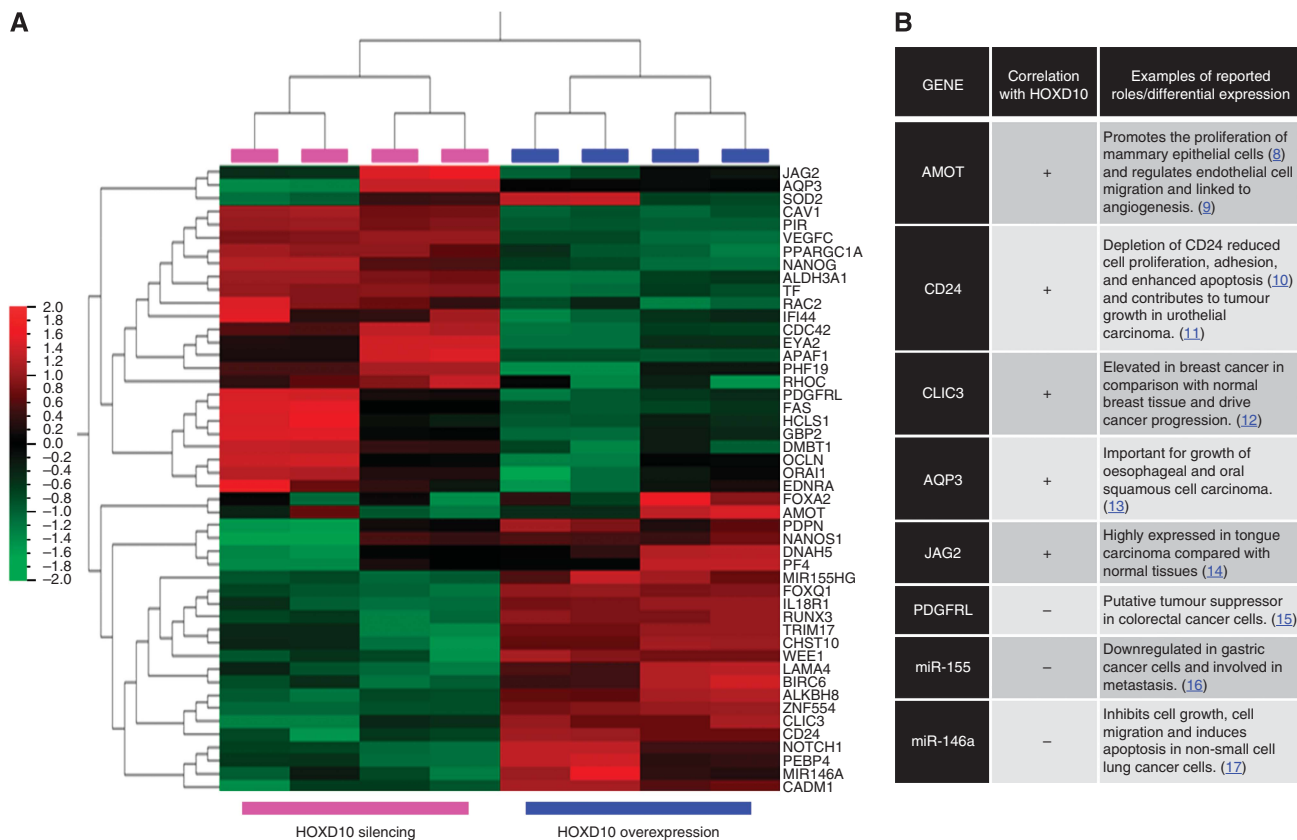 A
JAG2
AQP3
SOD2
CAV1
PIR
VEGFC
PPARGC1A
NANOG
ALDH3A1
TF
RAC2
IFI44
CDC42
EYA2
APAF1
PHF19
RHOC
PDGFRL
FAS
HCLS1
GBP2
DMBT1
OCLN
ORAI1
EDNRA
FOXA2
AMOT
PDPN
NANOS1
DNAH5
PF4
MIR155HG
FOXQ1
IL18R1
RUNX3
TRIM17
CHST10
WEE1
LAMA4
BIRC6
ALKBH8
ZNF554
CLIC3
CD24
NOTCH1
PEBP4
MIR146A
CADM1
2.0
1.8
1.6
1.4
1.2
1.0
0.8
0.6
0.4
0.2
0.0
−0.2
−0.4
−0.6
−0.8
−1.0
−1.2
−1.4
−1.6
−1.8
−2.0
HOXD10 silencing
HOXD10 overexpression
B
GENE
Correlation
with HOXD10
Examples of reported
roles/differential expression
AMOT
+
Promotes the proliferation of
mammary epithelial cells (8)
and regulates endothelial cell
migration and linked to
angiogenesis. (9)
CD24
+
Depletion of CD24 reduced
cell proliferation, adhesion,
and enhanced apoptosis (10)
and contributes to tumour
growth in urothelial
carcinoma. (11)
CLIC3
+
Elevated in breast cancer in
comparison with normal
breast tissue and drive
cancer progression. (12)
AQP3
+
Important for growth of
oesophageal and oral
squamous cell carcinoma.
(13)
JAG2
+
Highly expressed in tongue
carcinoma compared with
normal tissues (14)
PDGFRL
–
Putative tumour suppressor
in colorectal cancer cells. (15)
miR-155
–
Downregulated in gastric
cancer cells and involved in
metastasis. (16)
miR-146a
–
Inhibits cell growth, cell
migration and induces
apoptosis in non-small cell
lung cancer cells. (17)